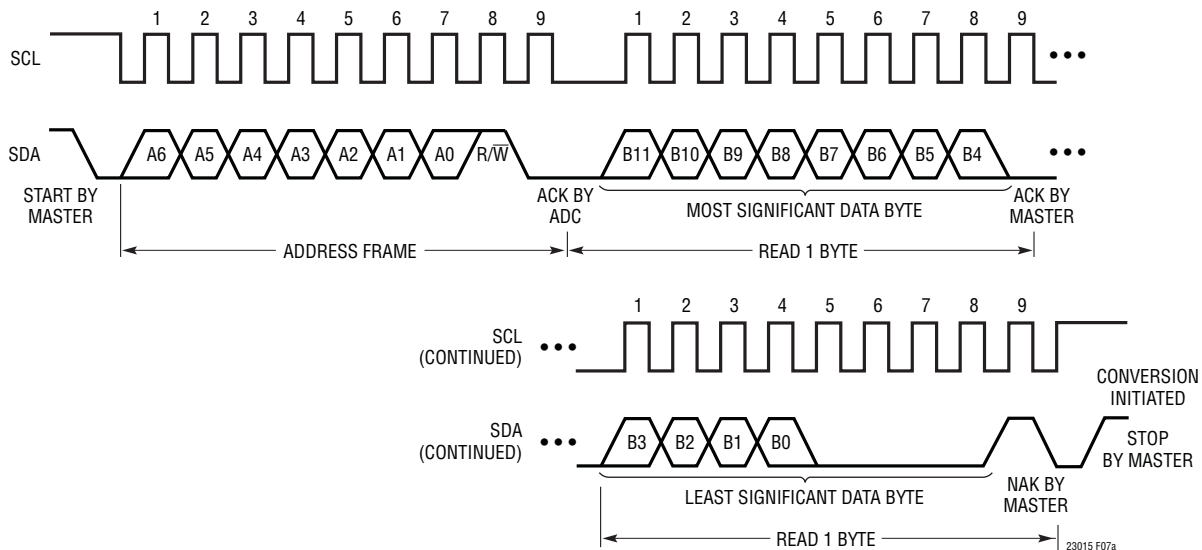 1 2 3 4 5 6 7 8 9 1 2 3 4 5 6 7 8 9
SCL
SDA
A6 A5 A4 A3 A2 A1 A0 R/W̅ B11 B10 B9 B8 B7 B6 B5 B4
START BY
MASTER
ACK BY
ADC
MOST SIGNIFICANT DATA BYTE
ACK BY
MASTER
ADDRESS FRAME
READ 1 BYTE
1 2 3 4 5 6 7 8 9
SCL
(CONTINUED)
CONVERSION
INITIATED
SDA
(CONTINUED)
B3 B2 B1 B0
STOP
BY MASTER
LEAST SIGNIFICANT DATA BYTE
NAK BY
MASTER
READ 1 BYTE
23015 F07a